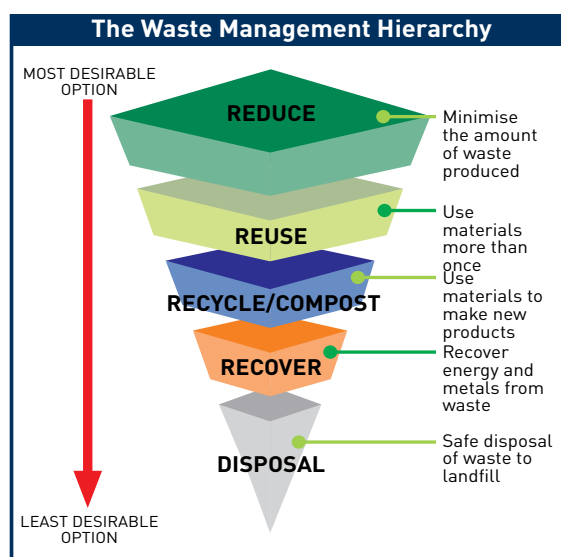 The Waste Management Hierarchy
MOST DESIRABLE
OPTION
REDUCE
Minimise
the amount
of waste
produced
REUSE
Use
materials
more than
once
RECYCLE/COMPOST
Use
materials to
make new
products
RECOVER
Recover
energy and
metals from
waste
DISPOSAL
Safe disposal
of waste to
landfill
LEAST DESIRABLE
OPTION